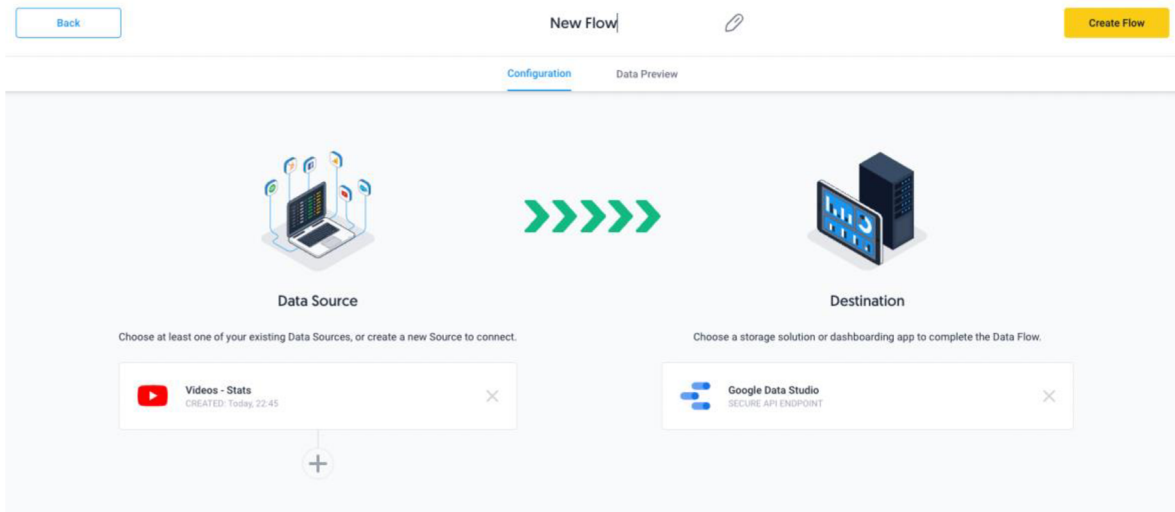 Back
New Flow
Create Flow
Configuration
Data Preview
Data Source
Choose at least one of your existing Data Sources, or create a new Source to connect.
Videos - Stats
CREATED: Today, 22:45
Destination
Choose a storage solution or dashboarding app to complete the Data Flow.
Google Data Studio
SECURE API ENDPOINT